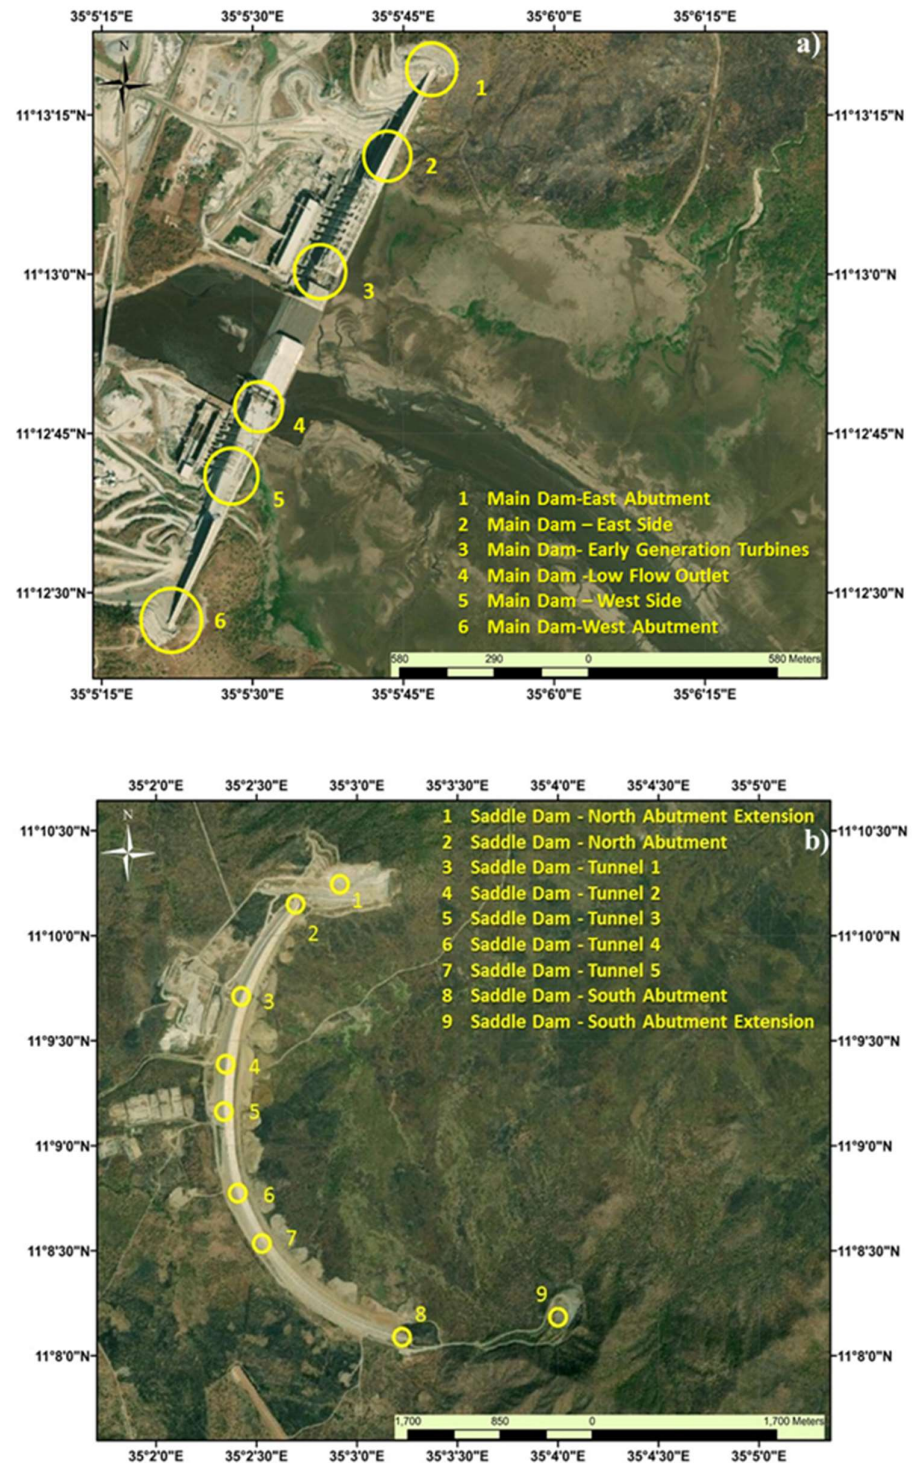 35°5'15"E 35°5'30"E 35°5'45"E 35°6'0"E 35°6'15"E
N
a)
1
11°13'15"N 11°13'15"N
2
11°13'0"N 11°13'0"N
3
4
11°12'45"N 11°12'45"N
5
1 Main Dam-East Abutment
2 Main Dam – East Side
3 Main Dam- Early Generation Turbines
4 Main Dam -Low Flow Outlet
5 Main Dam – West Side
6 Main Dam-West Abutment
11°12'30"N 11°12'30"N
6
580 290 0 580 Meters
35°5'15"E 35°5'30"E 35°5'45"E 35°6'0"E 35°6'15"E
35°2'0"E 35°2'30"E 35°3'0"E 35°3'30"E 35°4'0"E 35°4'30"E 35°5'0"E
N
b)
1 Saddle Dam - North Abutment Extension
2 Saddle Dam - North Abutment
3 Saddle Dam - Tunnel 1
4 Saddle Dam - Tunnel 2
5 Saddle Dam - Tunnel 3
6 Saddle Dam - Tunnel 4
7 Saddle Dam - Tunnel 5
8 Saddle Dam - South Abutment
9 Saddle Dam - South Abutment Extension
11°10'30"N 11°10'30"N
1
2
11°10'0"N 11°10'0"N
3
11°9'30"N 11°9'30"N
4
5
11°9'0"N 11°9'0"N
6
7
11°8'30"N 11°8'30"N
9
8
11°8'0"N 11°8'0"N
1,700 850 0 1,700 Meters
35°2'0"E 35°2'30"E 35°3'0"E 35°3'30"E 35°4'0"E 35°4'30"E 35°5'0"E